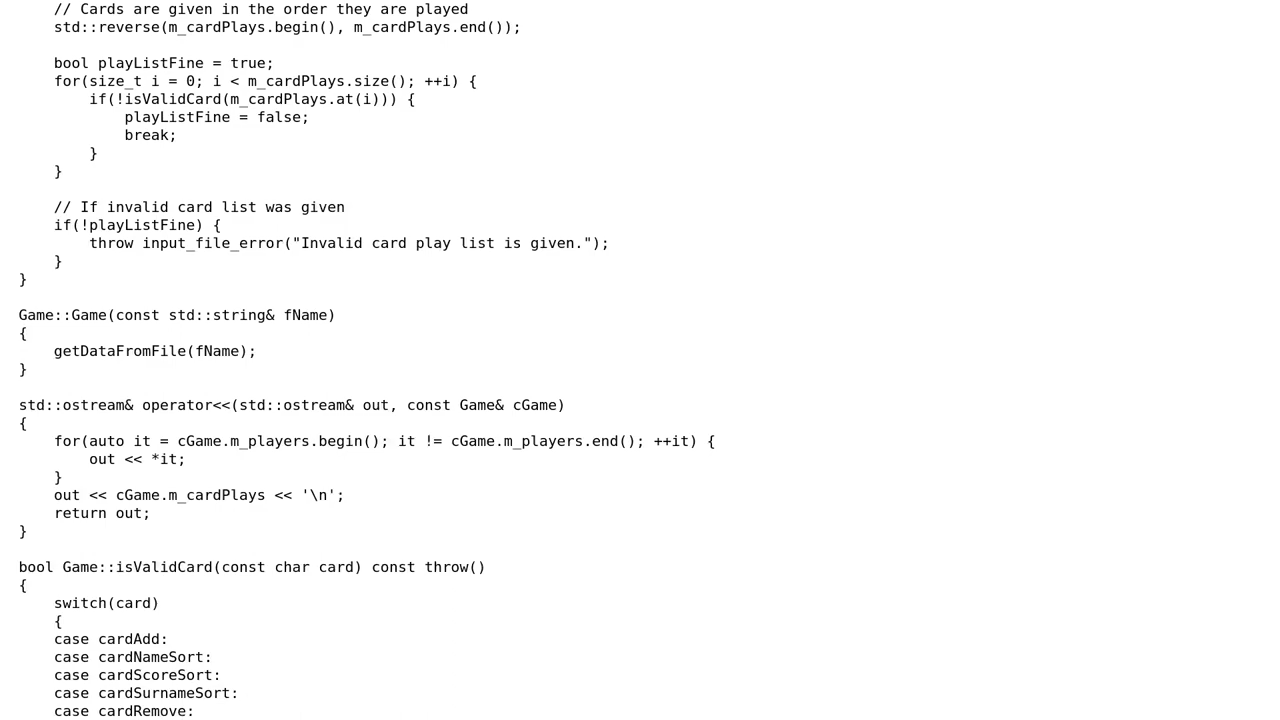 // Cards are given in the order they are played
std::reverse(m_cardPlays.begin(), m_cardPlays.end());
bool playListFine = true;
for(size_t i = 0; i < m_cardPlays.size(); ++i) {
if(!isValidCard(m_cardPlays.at(i))) {
playListFine = false;
break;
}
}
// If invalid card list was given
if(!playListFine) {
throw input_file_error("Invalid card play list is given.");
}
}
Game::Game(const std::string& fName)
{
getDataFromFile(fName);
}
std::ostream& operator<<(std::ostream& out, const Game& cGame)
{
for(auto it = cGame.m_players.begin(); it != cGame.m_players.end(); ++it) {
out << *it;
}
out << cGame.m_cardPlays << '\n';
return out;
}
bool Game::isValidCard(const char card) const throw()
{
switch(card)
{
case cardAdd:
case cardNameSort:
case cardScoreSort:
case cardSurnameSort:
case cardRemove: